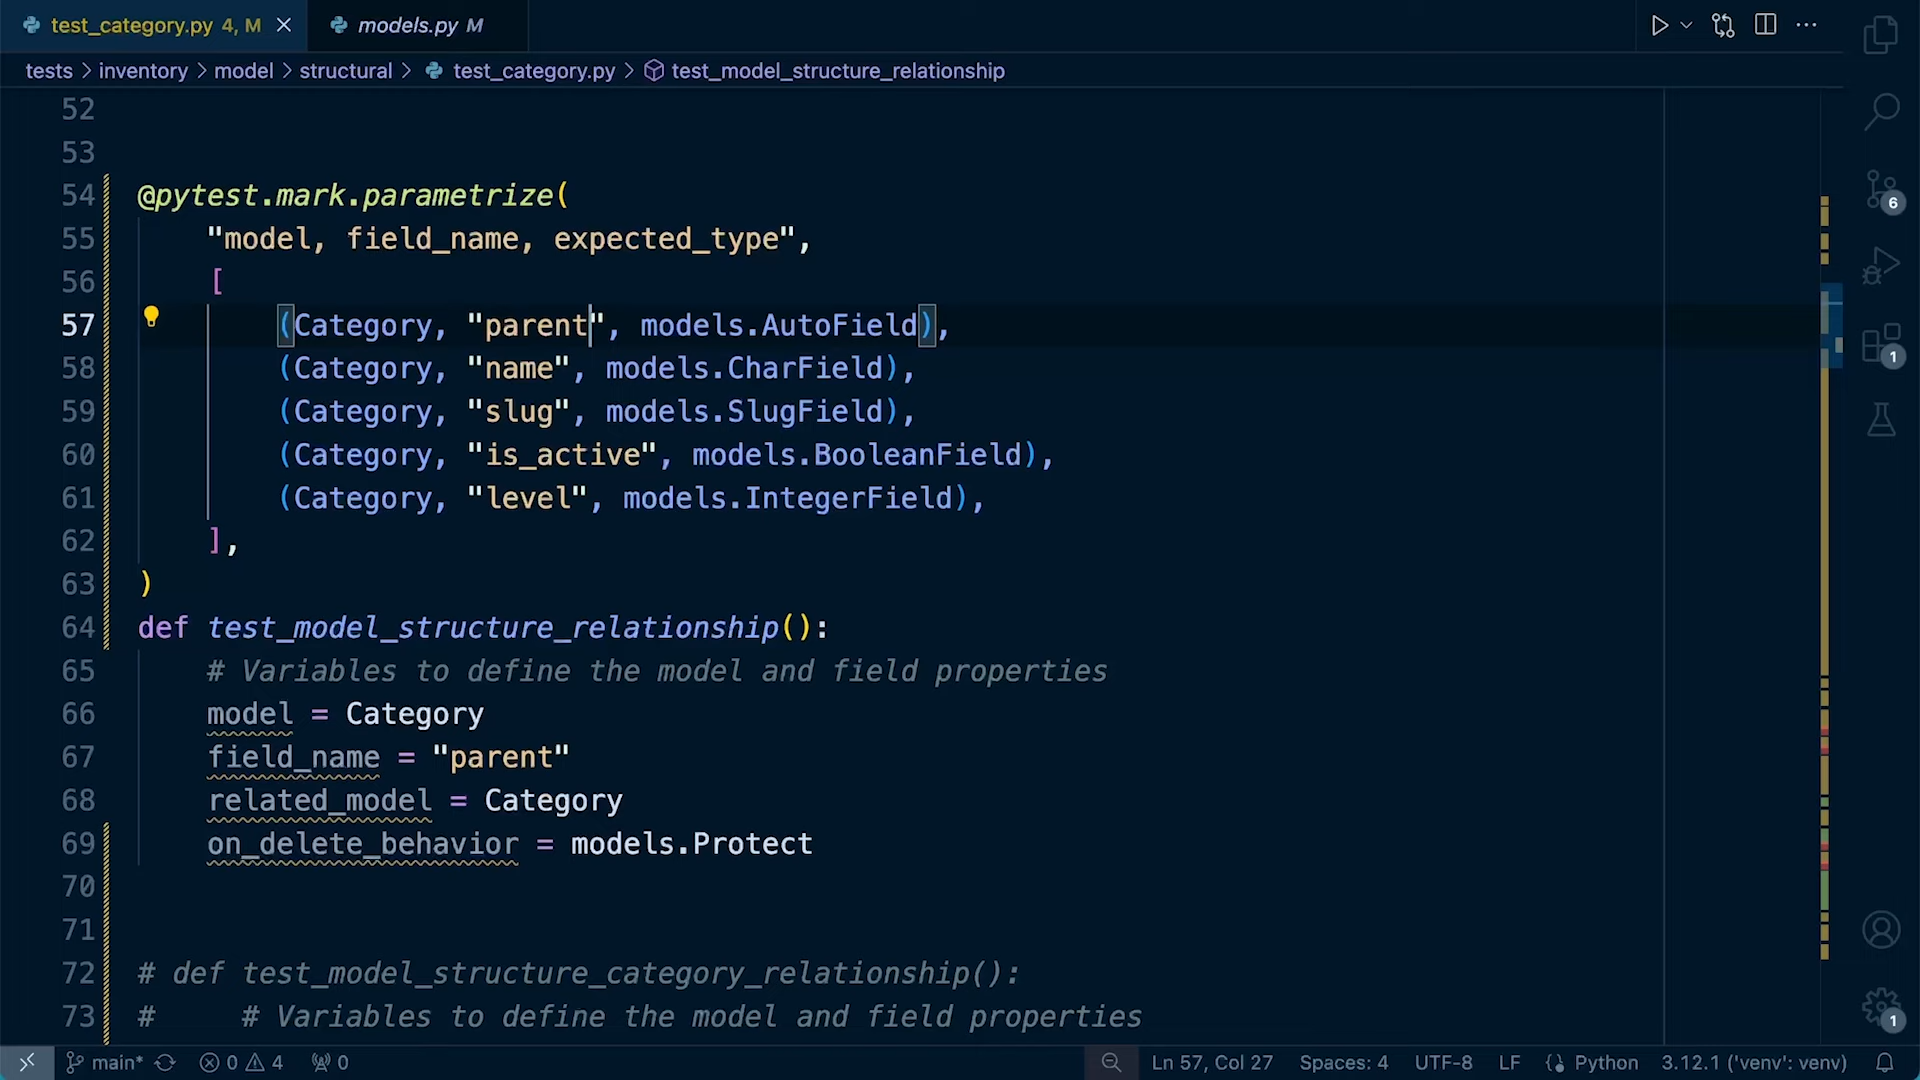 test_category.py 4, M
models.py M
tests > inventory > model > structural > test_category.py > test_model_structure_relationship
52
53
54 @pytest.mark.parametrize(
55 "model, field_name, expected_type",
56 [
57 (Category, "parent", models.AutoField),
58 (Category, "name", models.CharField),
59 (Category, "slug", models.SlugField),
60 (Category, "is_active", models.BooleanField),
61 (Category, "level", models.IntegerField),
62 ],
63 )
64 def test_model_structure_relationship():
65 # Variables to define the model and field properties
66 model = Category
67 field_name = "parent"
68 related_model = Category
69 on_delete_behavior = models.Protect
70
71
72 # def test_model_structure_category_relationship():
73 # # Variables to define the model and field properties
6
1
1
main* 0 4 0 Ln 57, Col 27 Spaces: 4 UTF-8 LF Python 3.12.1 ('venv': venv)